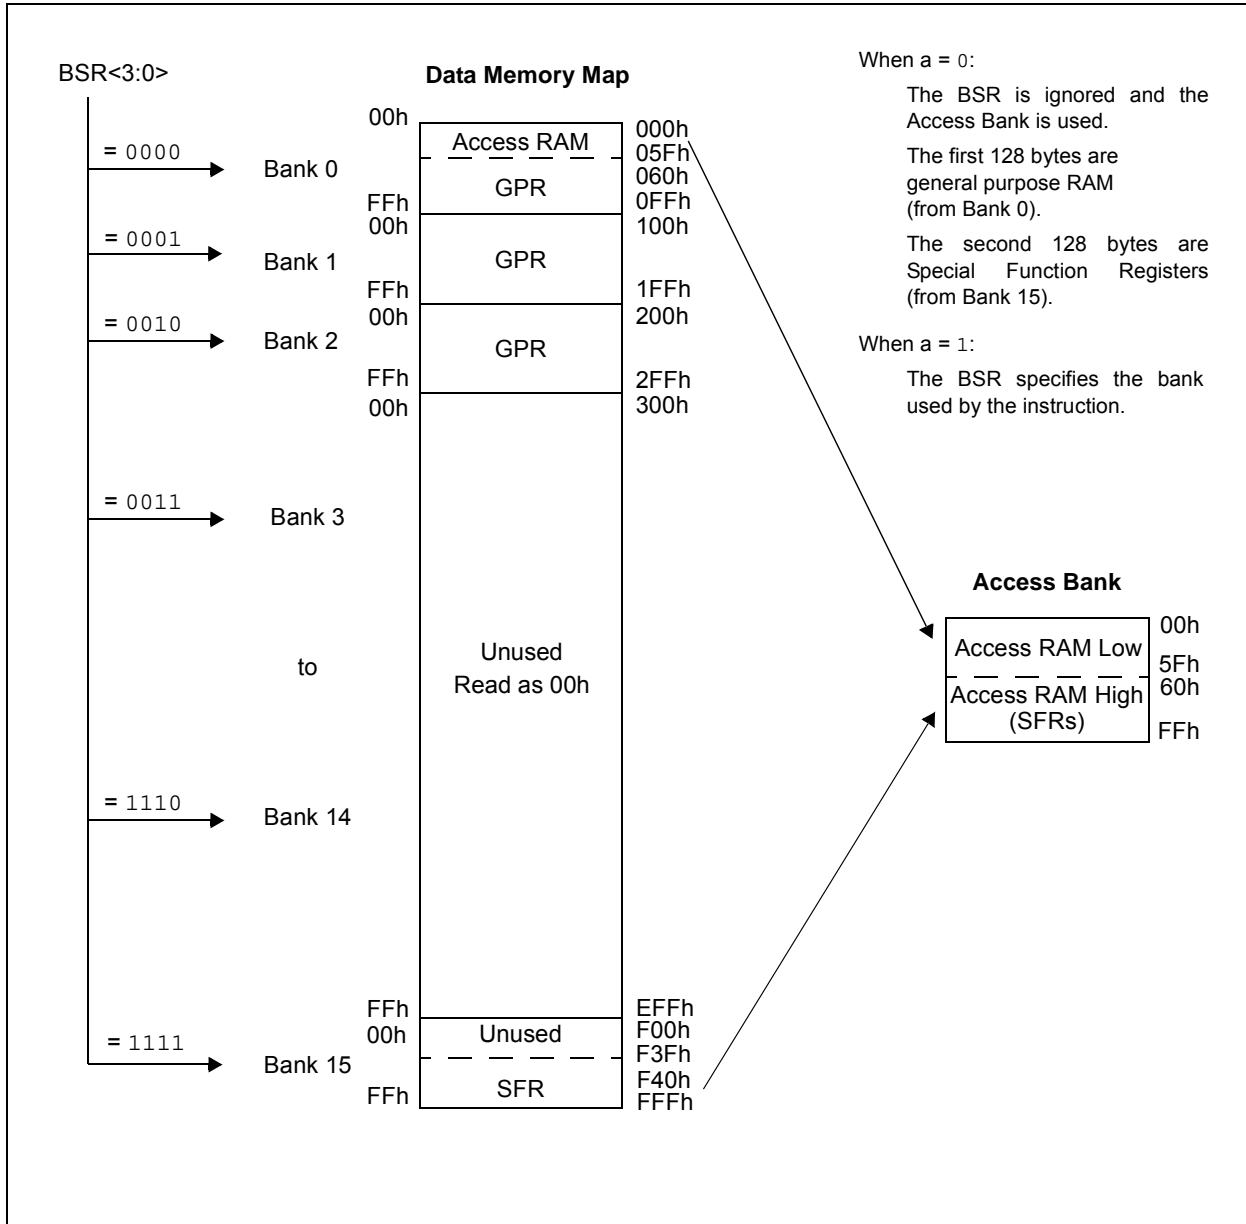 BSR<3:0>
Data Memory Map
When a = 0:
The BSR is ignored and the
Access Bank is used.
The first 128 bytes are
general purpose RAM
(from Bank 0).
The second 128 bytes are
Special Function Registers
(from Bank 15).
When a = 1:
The BSR specifies the bank
used by the instruction.
= 0000
Bank 0
00h
Access RAM
000h
05Fh
060h
GPR
FFh
0FFh
= 0001
Bank 1
00h
100h
GPR
FFh
1FFh
= 0010
Bank 2
00h
200h
GPR
FFh
2FFh
00h
300h
= 0011
Bank 3
to
Unused
Read as 00h
= 1110
Bank 14
FFh
EFFh
= 1111
Bank 15
00h
Unused
F00h
F3Fh
F40h
SFR
FFh
FFFh
Access Bank
Access RAM Low
00h
5Fh
Access RAM High
(SFRs)
60h
FFh